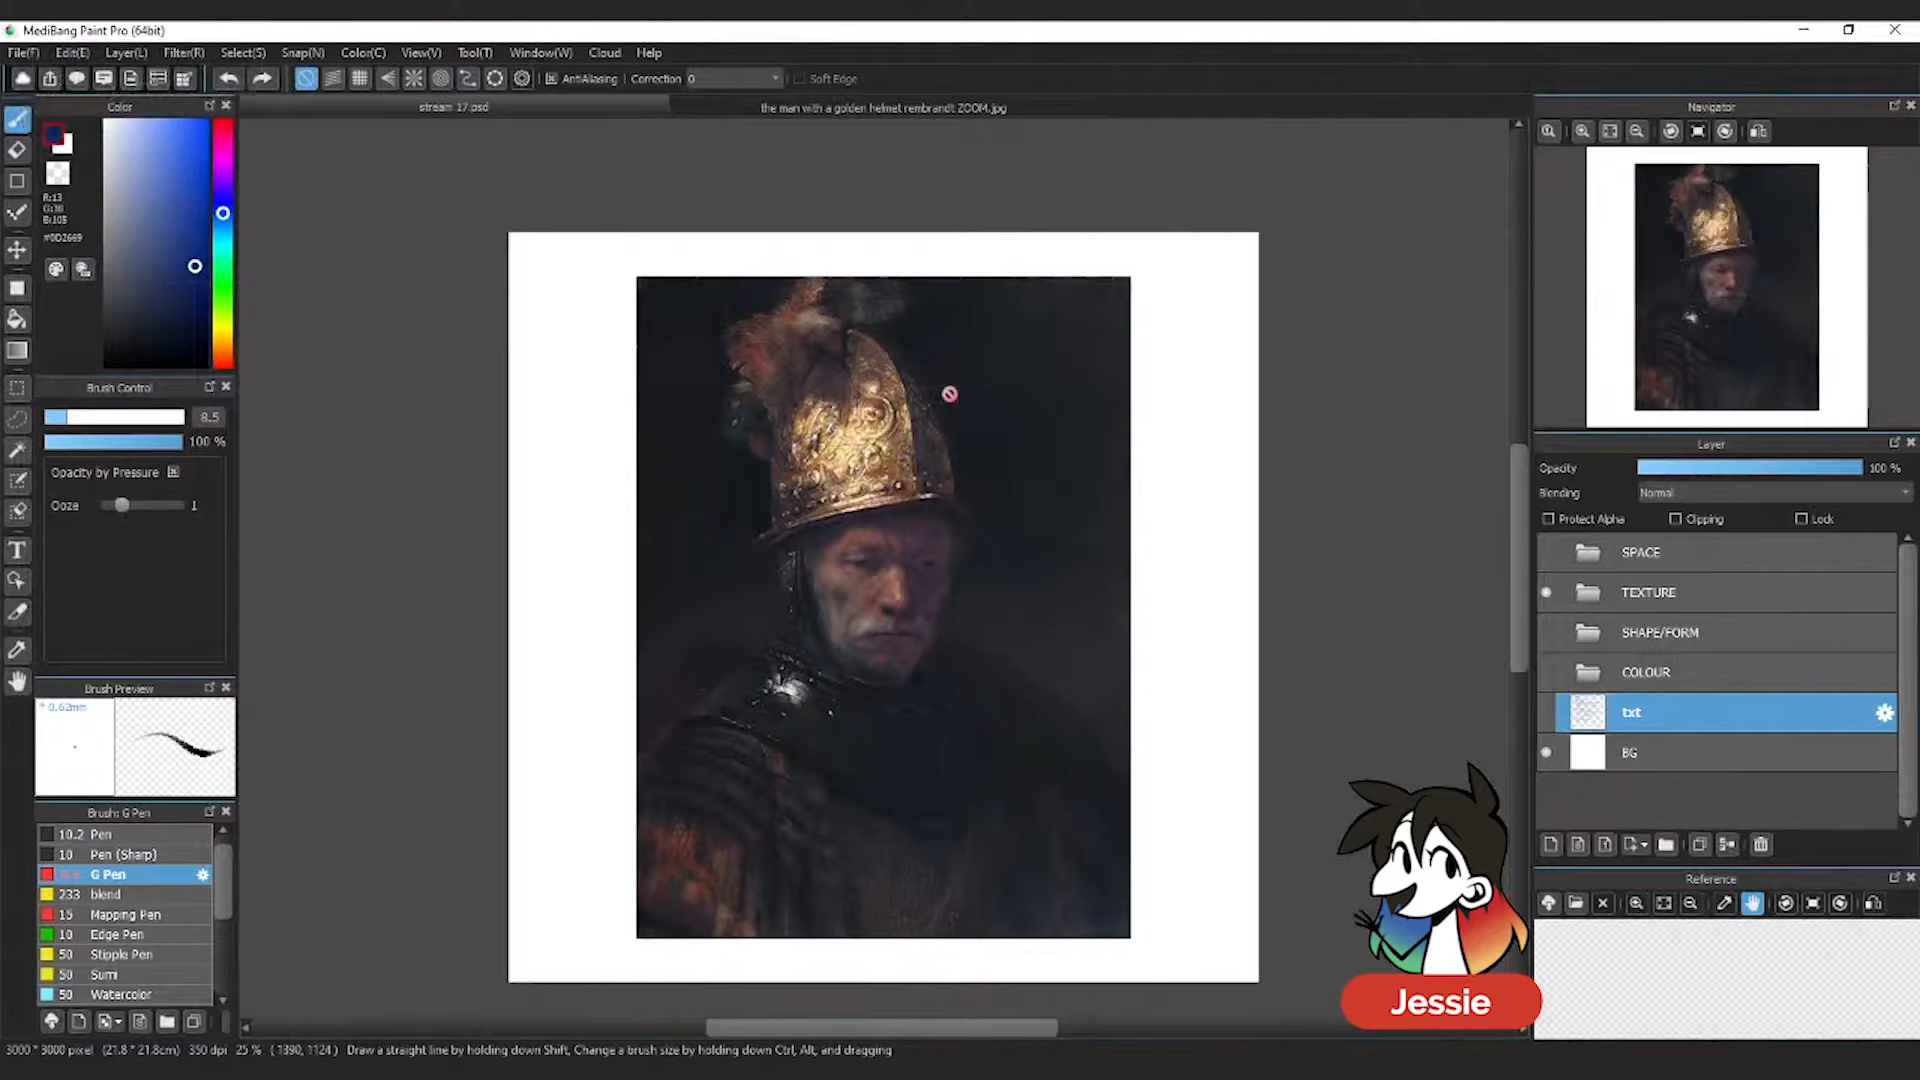 MediBang Paint Pro (64bit)
File(F) Edit(E) Layer(L) Filter(R) Select(S) Snap(N) Color(C) View(V) Tool(T) Window(W) Cloud Help
AntiAliasing Correction 0 Soft Edge
Color
stream 17.psd
the man with a golden helmet rembrandt ZOOM.jpg
Navigator
R:13
G:38
B:105
#0D2669
Brush Control
8.5
100 %
Opacity by Pressure
Ooze 1
Brush Preview
* 0.62mm
Brush: G Pen
10.2 Pen
10 Pen (Sharp)
G Pen
233 blend
15 Mapping Pen
10 Edge Pen
50 Stipple Pen
50 Sumi
50 Watercolor
Layer
Opacity 100 %
Blending Normal
Protect Alpha Clipping Lock
SPACE
TEXTURE
SHAPE/FORM
COLOUR
txt
BG
Reference
Jessie
3000 * 3000 pixel (21.8 * 21.8cm) 350 dpi 25 % ( 1390, 1124 ) Draw a straight line by holding down Shift, Change a brush size by holding down Ctrl, Alt, and dragging